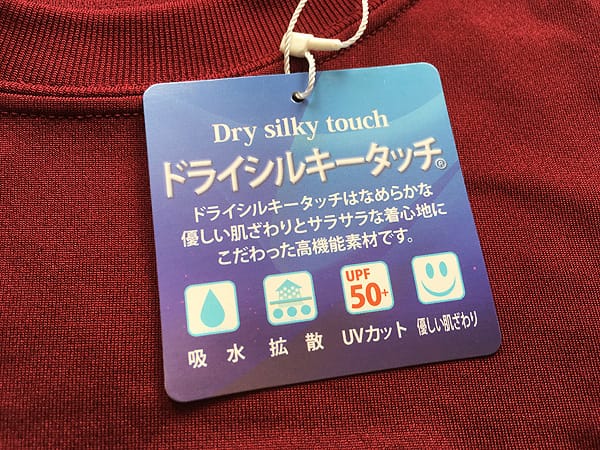 Dry silky touch
ドライシルキータッチ®
ドライシルキータッチはなめらかな
優しい肌ざわりとサラサラな着心地に
こだわった高機能素材です。
UPF
50+
吸水 拡散 UVカット 優しい肌ざわり